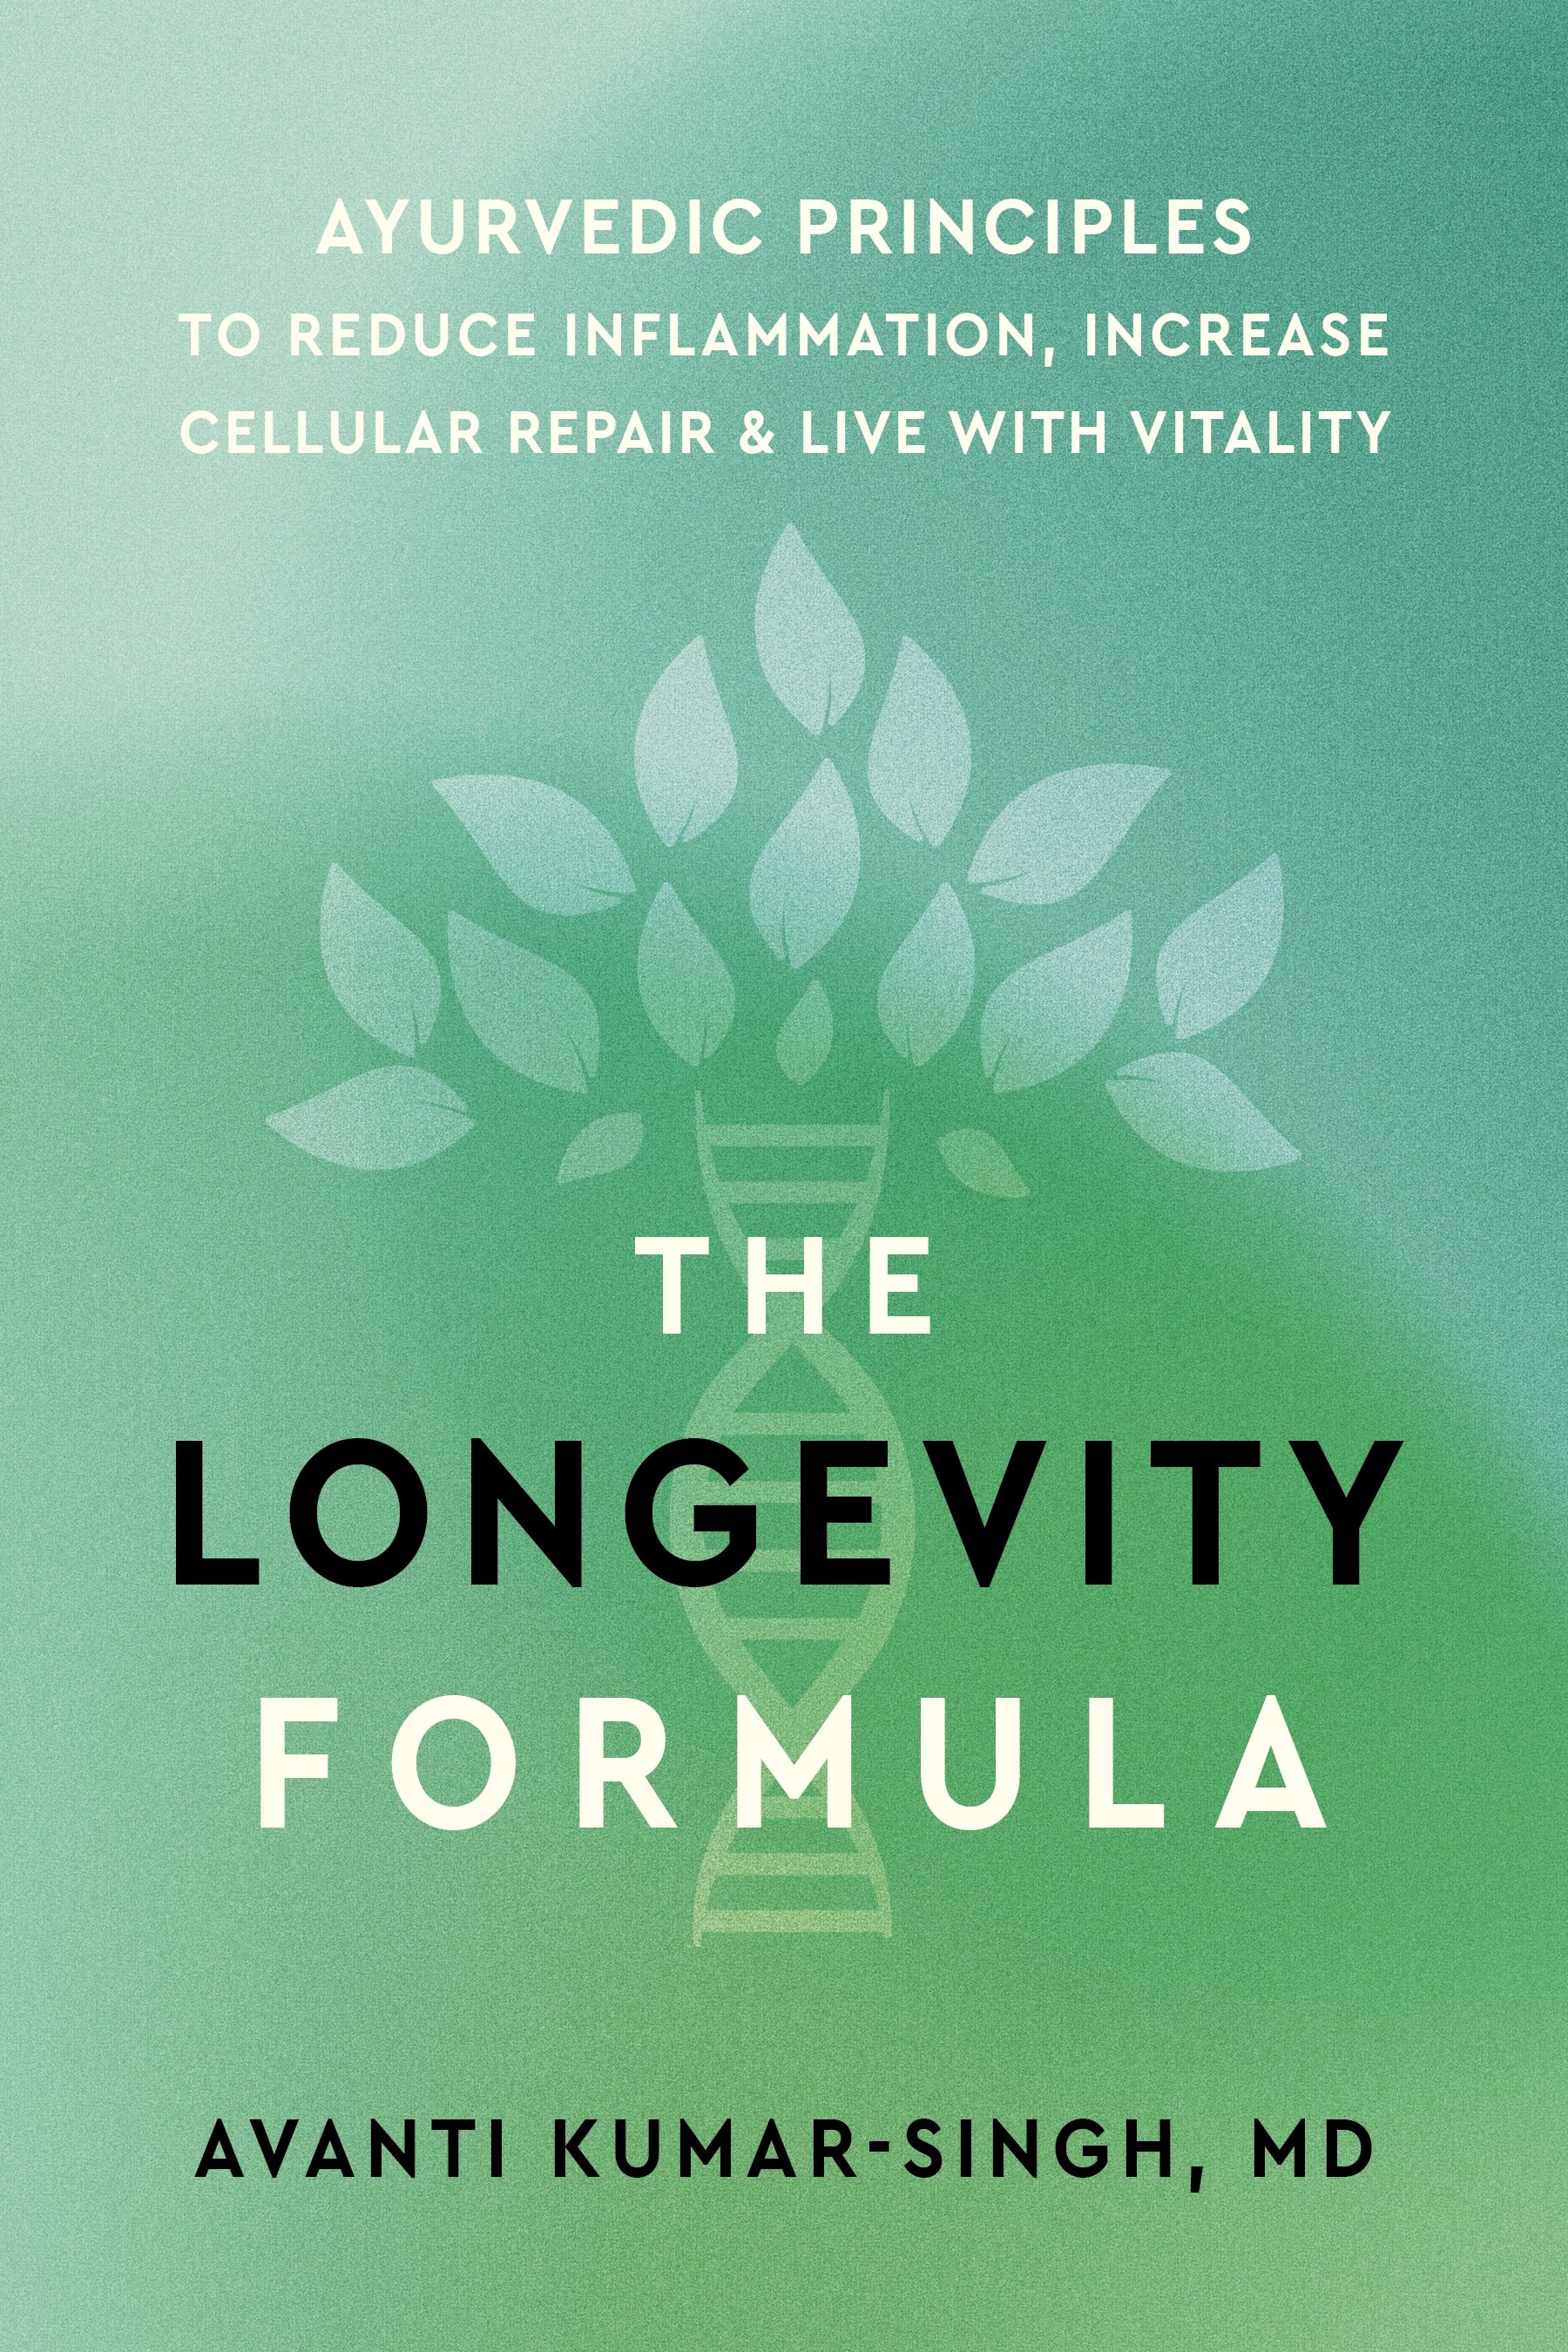 AYURVEDIC PRINCIPLES
TO REDUCE INFLAMMATION, INCREASE
CELLULAR REPAIR & LIVE WITH VITALITY
THE
LONGEVITY
FORMULA
AVANTI KUMAR-SINGH, MD